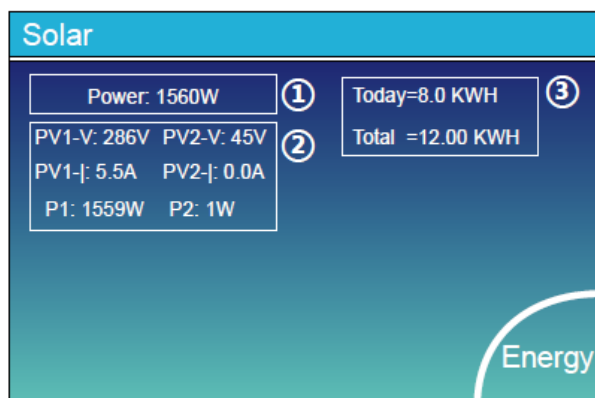 Solar
Power: 1560W
①
PV1-V: 286V PV2-V: 45V
PV1-|: 5.5A PV2-|: 0.0A
P1: 1559W P2: 1W
②
Today=8.0 KWH
Total =12.00 KWH
③
Energy